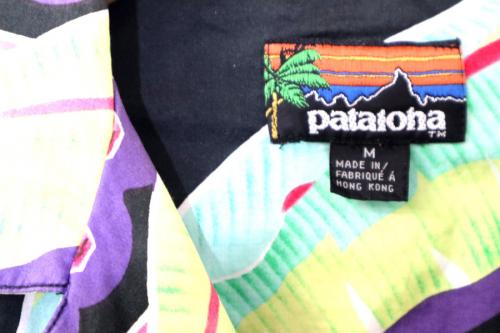 pataloha
TM
M
MADE IN/
FABRIQUÉ Á
HONG KONG